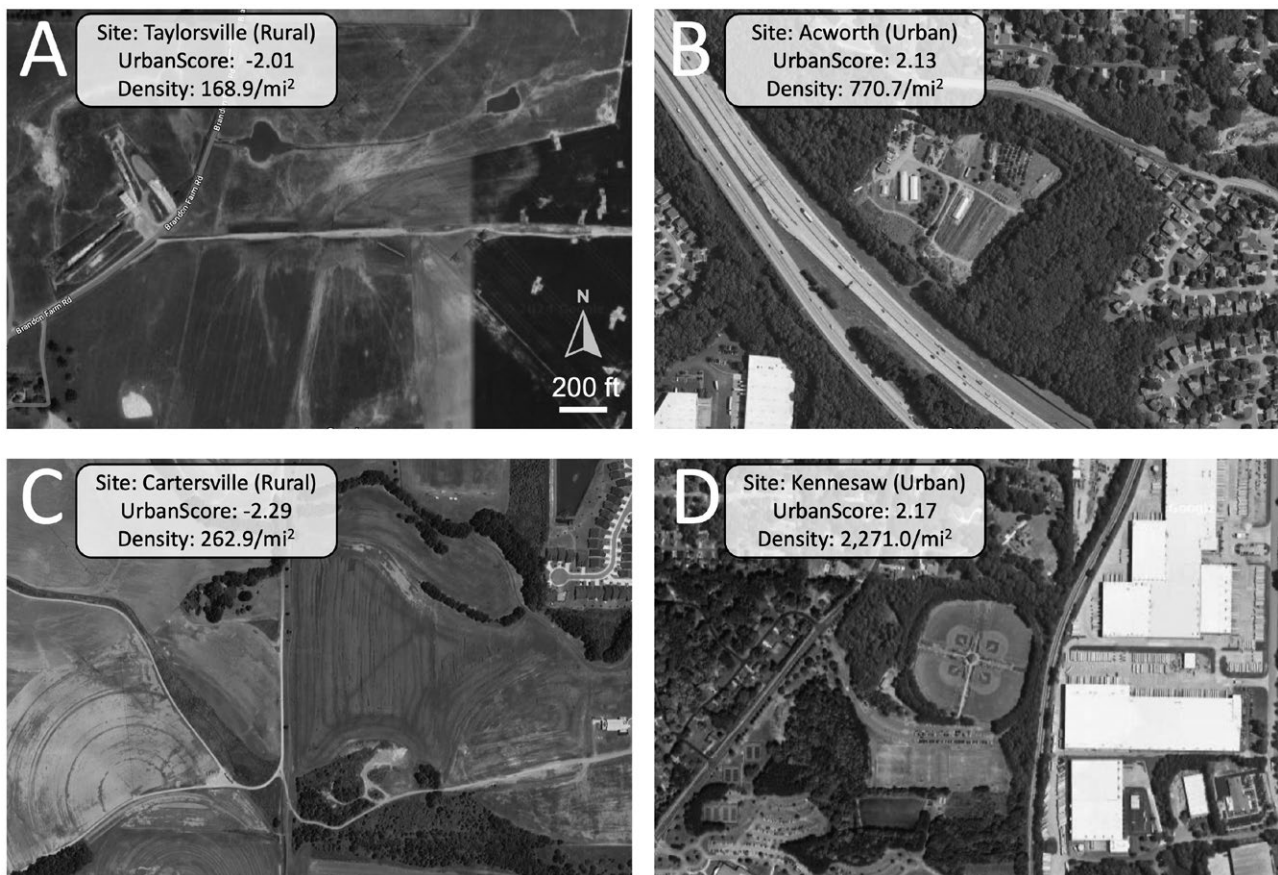 A
Site: Taylorsville (Rural)
UrbanScore: -2.01
Density: 168.9/mi²
Brandon Farm Rd
Brandon Farm Rd
N
200 ft
B
Site: Acworth (Urban)
UrbanScore: 2.13
Density: 770.7/mi²
C
Site: Cartersville (Rural)
UrbanScore: -2.29
Density: 262.9/mi²
D
Site: Kennesaw (Urban)
UrbanScore: 2.17
Density: 2,271.0/mi²